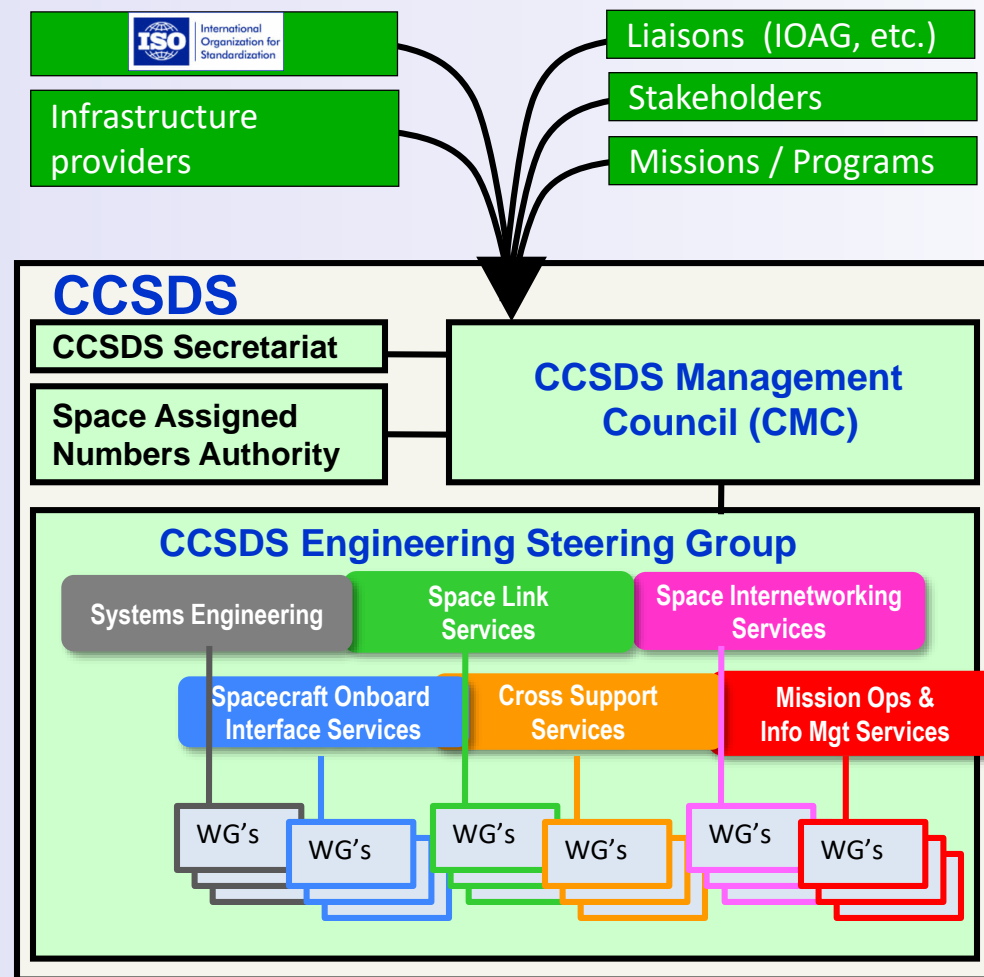 ISO
International
Organization for
Standardization
Infrastructure
providers
Liaisons (IOAG, etc.)
Stakeholders
Missions / Programs
CCSDS
CCSDS Secretariat
Space Assigned
Numbers Authority
CCSDS Management
Council (CMC)
CCSDS Engineering Steering Group
Systems Engineering
Space Link
Services
Space Internetworking
Services
Spacecraft Onboard
Interface Services
Cross Support
Services
Mission Ops &
Info Mgt Services
WG's
WG's
WG's
WG's
WG's
WG's